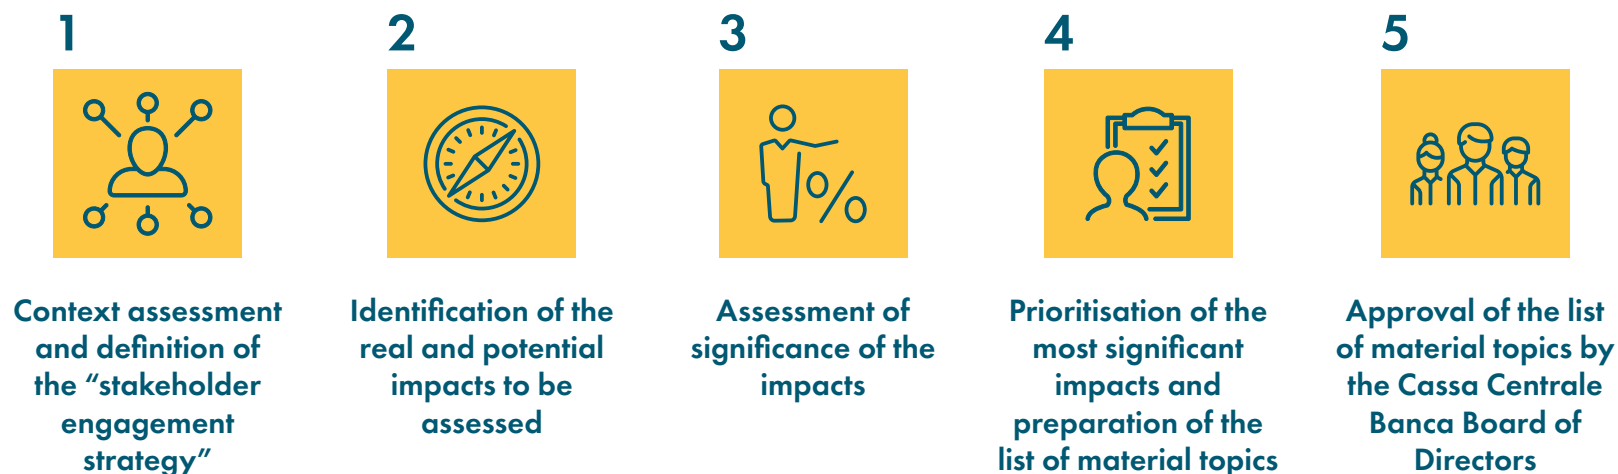 1
Context assessment
and definition of
the “stakeholder
engagement
strategy”
2
Identification of the
real and potential
impacts to be
assessed
3
Assessment of
significance of the
impacts
4
Prioritisation of the
most significant
impacts and
preparation of the
list of material topics
5
Approval of the list
of material topics by
the Cassa Centrale
Banca Board of
Directors